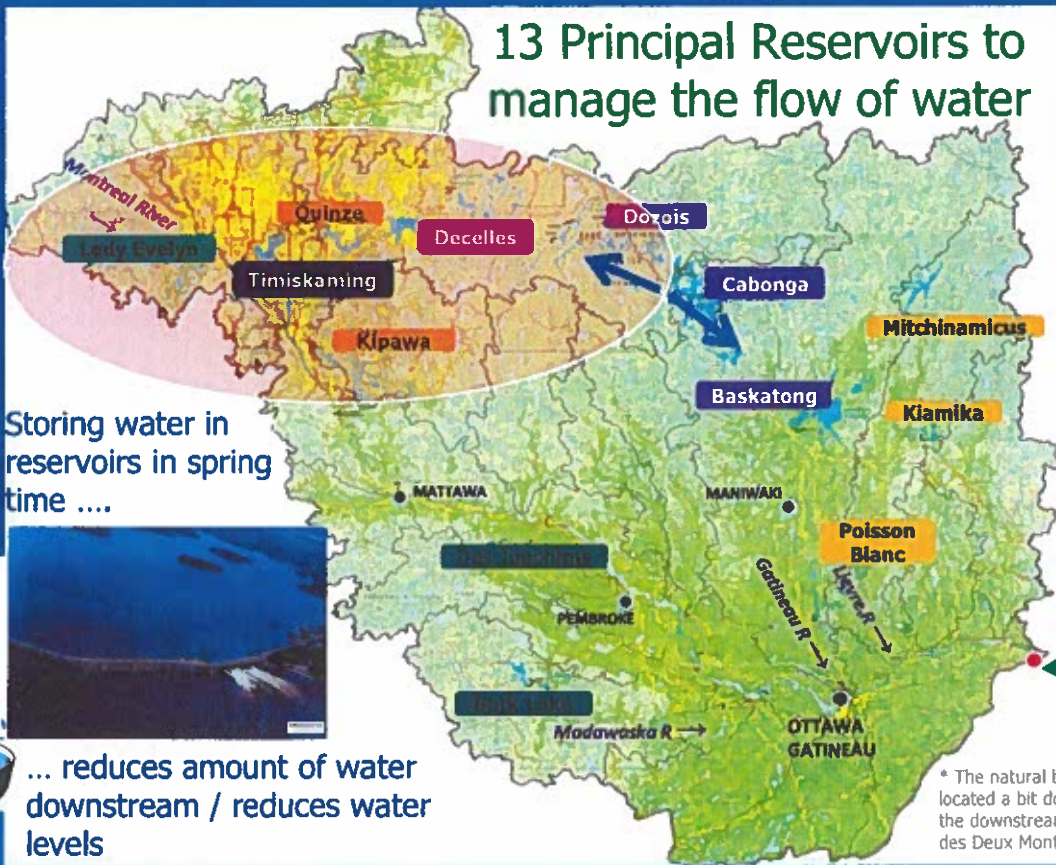 13 Principal Reservoirs to
manage the flow of water
Montreal River
Lady Evelyn
Quinze
Decelles
Dozois
Timiskaming
Cabonga
Kipawa
Mitchinamicus
Baskatong
Kiamika
Storing water in
reservoirs in spring
time ....
MATTAWA
MANIWAKI
Poisson
Blanc
PEMBROKE
Gatineau R
Lievre R
Madawaska R
OTTAWA
GATINEAU
... reduces amount of water
downstream / reduces water
levels
* The natural b
located a bit do
the downstrear
des Deux Mont